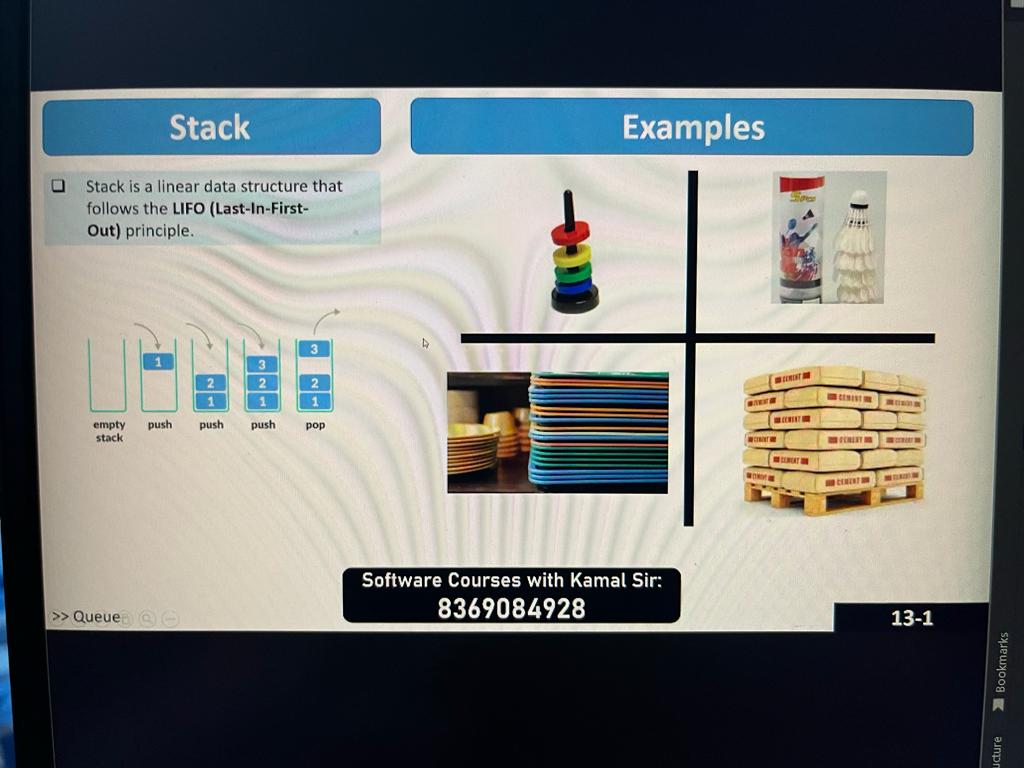 Stack
Examples
❑ Stack is a linear data structure that
follows the LIFO (Last-In-First-
Out) principle.
1
2
1
3
2
1
3
2
1
empty
stack
push
push
push
pop
5Pcs
CEMENT
CEMENT
CEMENT
CEMENT
CEMENT
CEMENT
CEMENT
CEMENT
CEMENT
CEMENT
CEMENT
CEMENT
Software Courses with Kamal Sir:
8369084928
>> Queue
13-1
Bookmarks